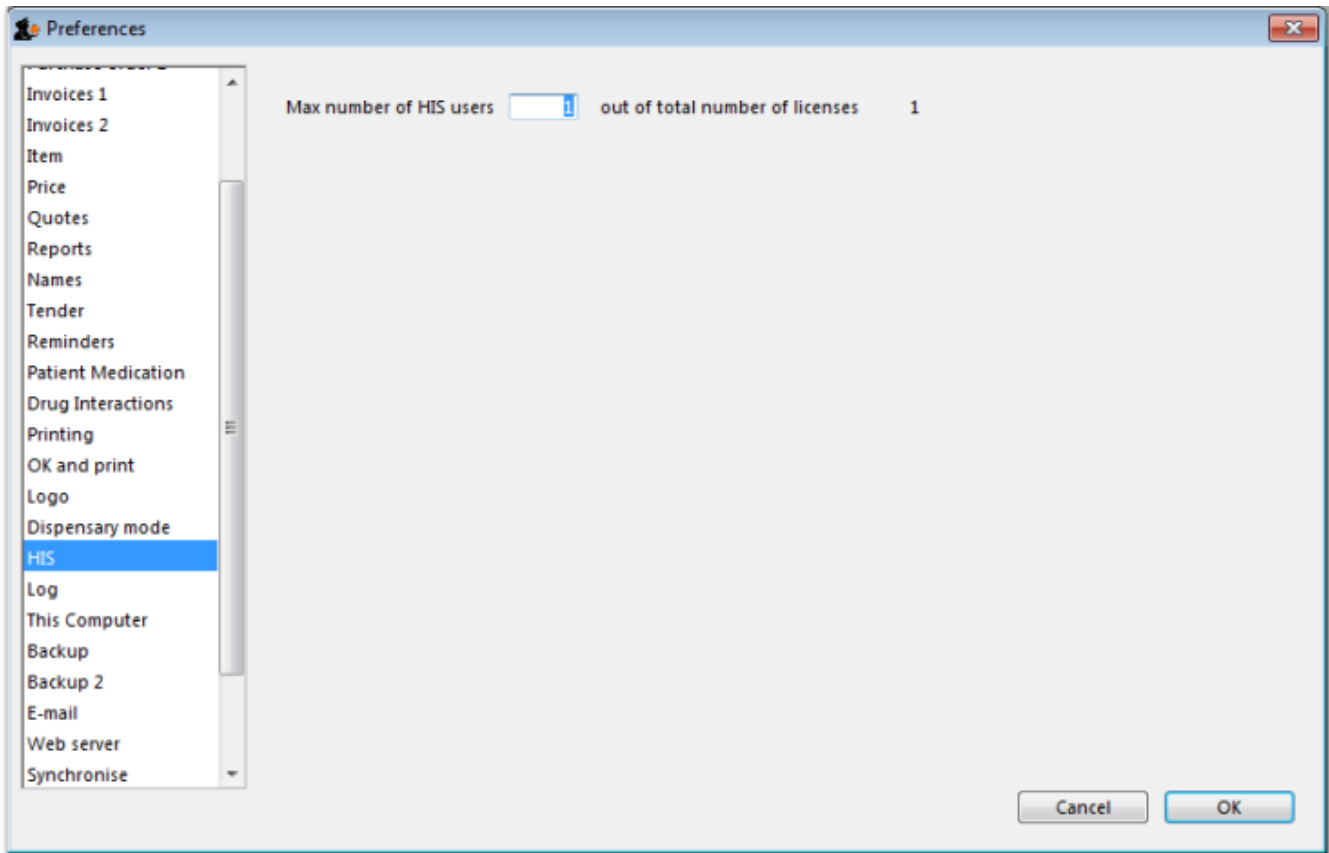 Preferences
Invoices 1
Invoices 2
Item
Price
Quotes
Reports
Names
Tender
Reminders
Patient Medication
Drug Interactions
Printing
OK and print
Logo
Dispensary mode
HIS
Log
This Computer
Backup
Backup 2
E-mail
Web server
Synchronise
Max number of HIS users 1 out of total number of licenses 1
Cancel OK